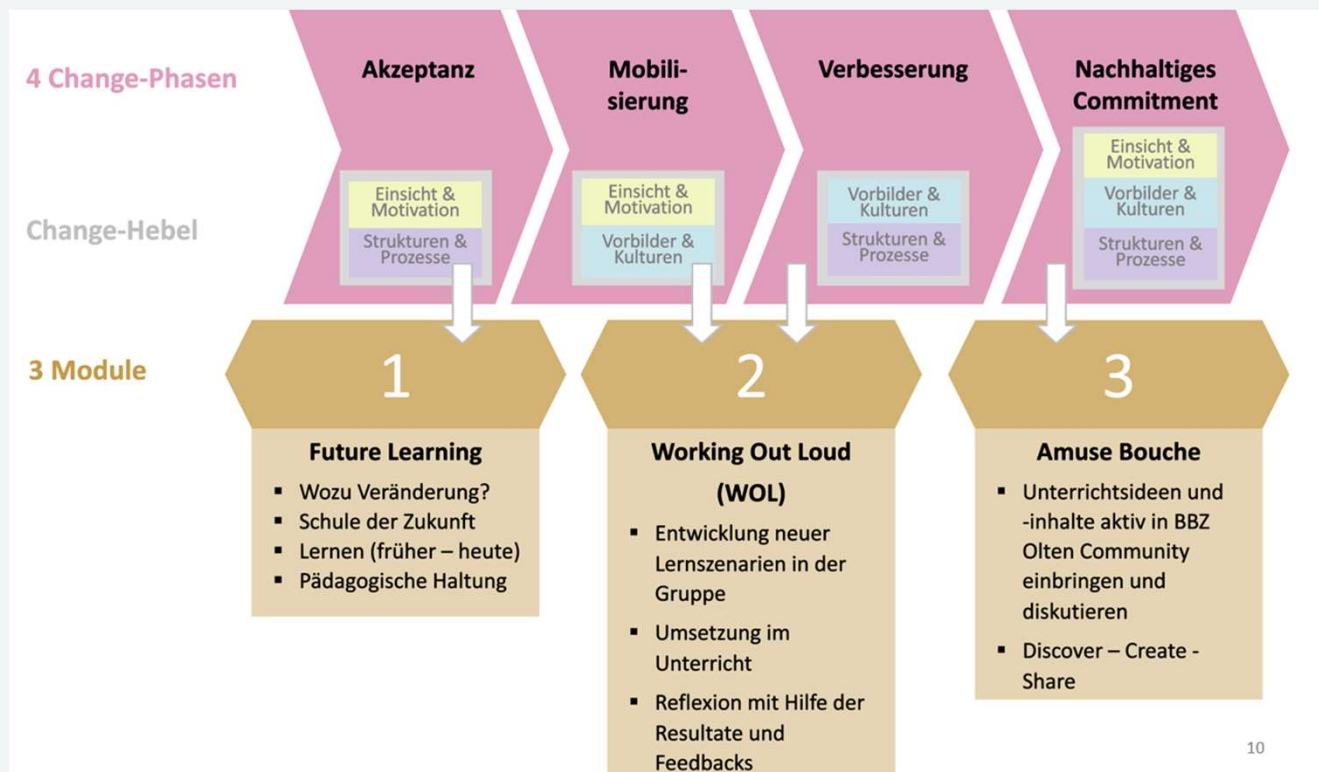 4 Change-Phasen
Akzeptanz
Mobili-
sierung
Verbesserung
Nachhaltiges
Commitment
Change-Hebel
Einsicht &
Motivation
Strukturen &
Prozesse
Einsicht &
Motivation
Vorbilder &
Kulturen
Vorbilder &
Kulturen
Strukturen &
Prozesse
Einsicht &
Motivation
Vorbilder &
Kulturen
Strukturen &
Prozesse
3 Module
1
2
3
Future Learning
▪ Wozu Veränderung?
▪ Schule der Zukunft
▪ Lernen (früher – heute)
▪ Pädagogische Haltung
Working Out Loud
(WOL)
▪ Entwicklung neuer
Lernszenarien in der
Gruppe
▪ Umsetzung im
Unterricht
▪ Reflexion mit Hilfe der
Resultate und
Feedbacks
Amuse Bouche
▪ Unterrichtsideen und
-inhalte aktiv in BBZ
Olten Community
einbringen und
diskutieren
▪ Discover – Create -
Share
10